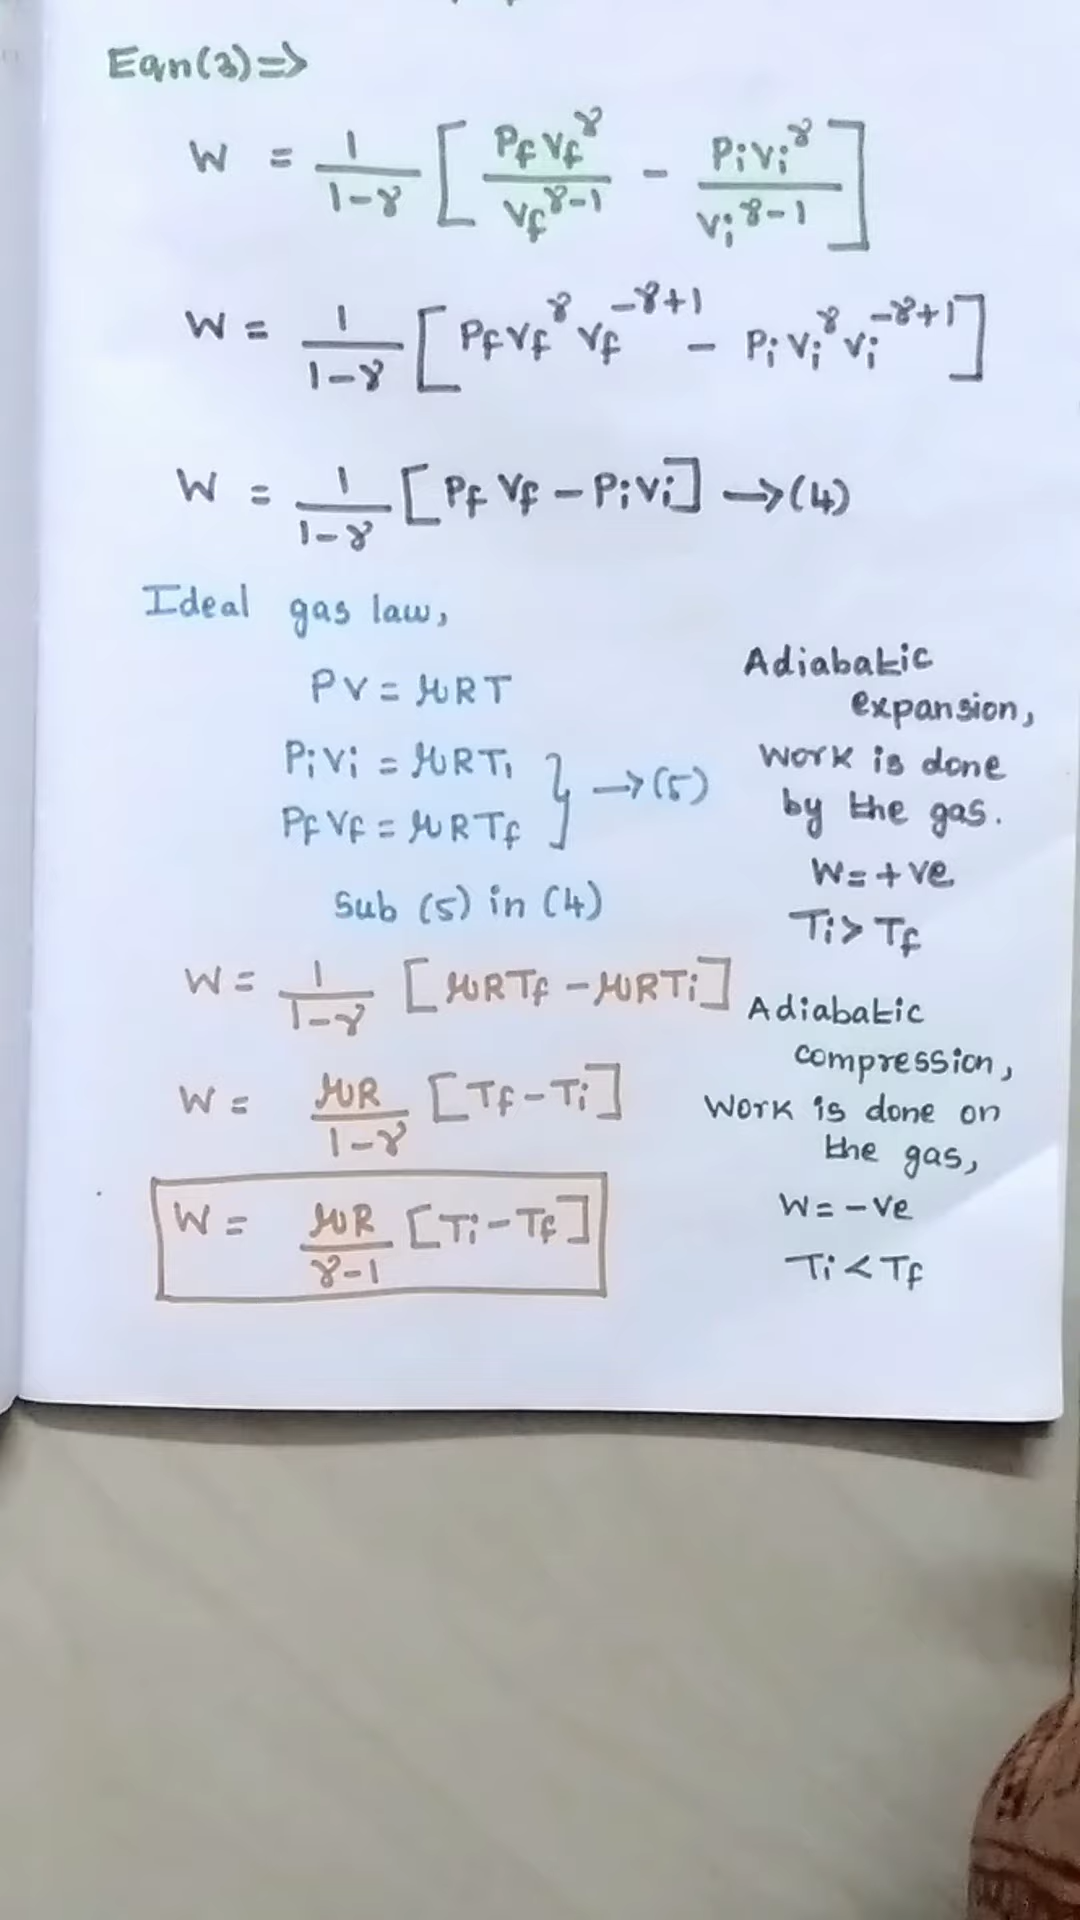 Eqn(3)=>
W = 1/(1-γ) [ PfVf^γ / Vf^(γ-1) - PiVi^γ / Vi^(γ-1) ]
W = 1/(1-γ) [ PfVf^γ Vf^(-γ+1) - PiVi^γ Vi^(-γ+1) ]
W = 1/(1-γ) [ Pf Vf - PiVi ] → (4)
Ideal gas law,
PV = μRT
PiVi = μRTi
PfVf = μRTf } → (5)
Sub (5) in (4)
W = 1/(1-γ) [ μRTf - μRTi ]
W = μR/(1-γ) [ Tf - Ti ]
W = μR/(γ-1) [ Ti - Tf ]
Adiabatic
expansion,
Work is done
by the gas.
W = +ve
Ti > Tf
Adiabatic
compression,
Work is done on
the gas,
W = -ve
Ti < Tf